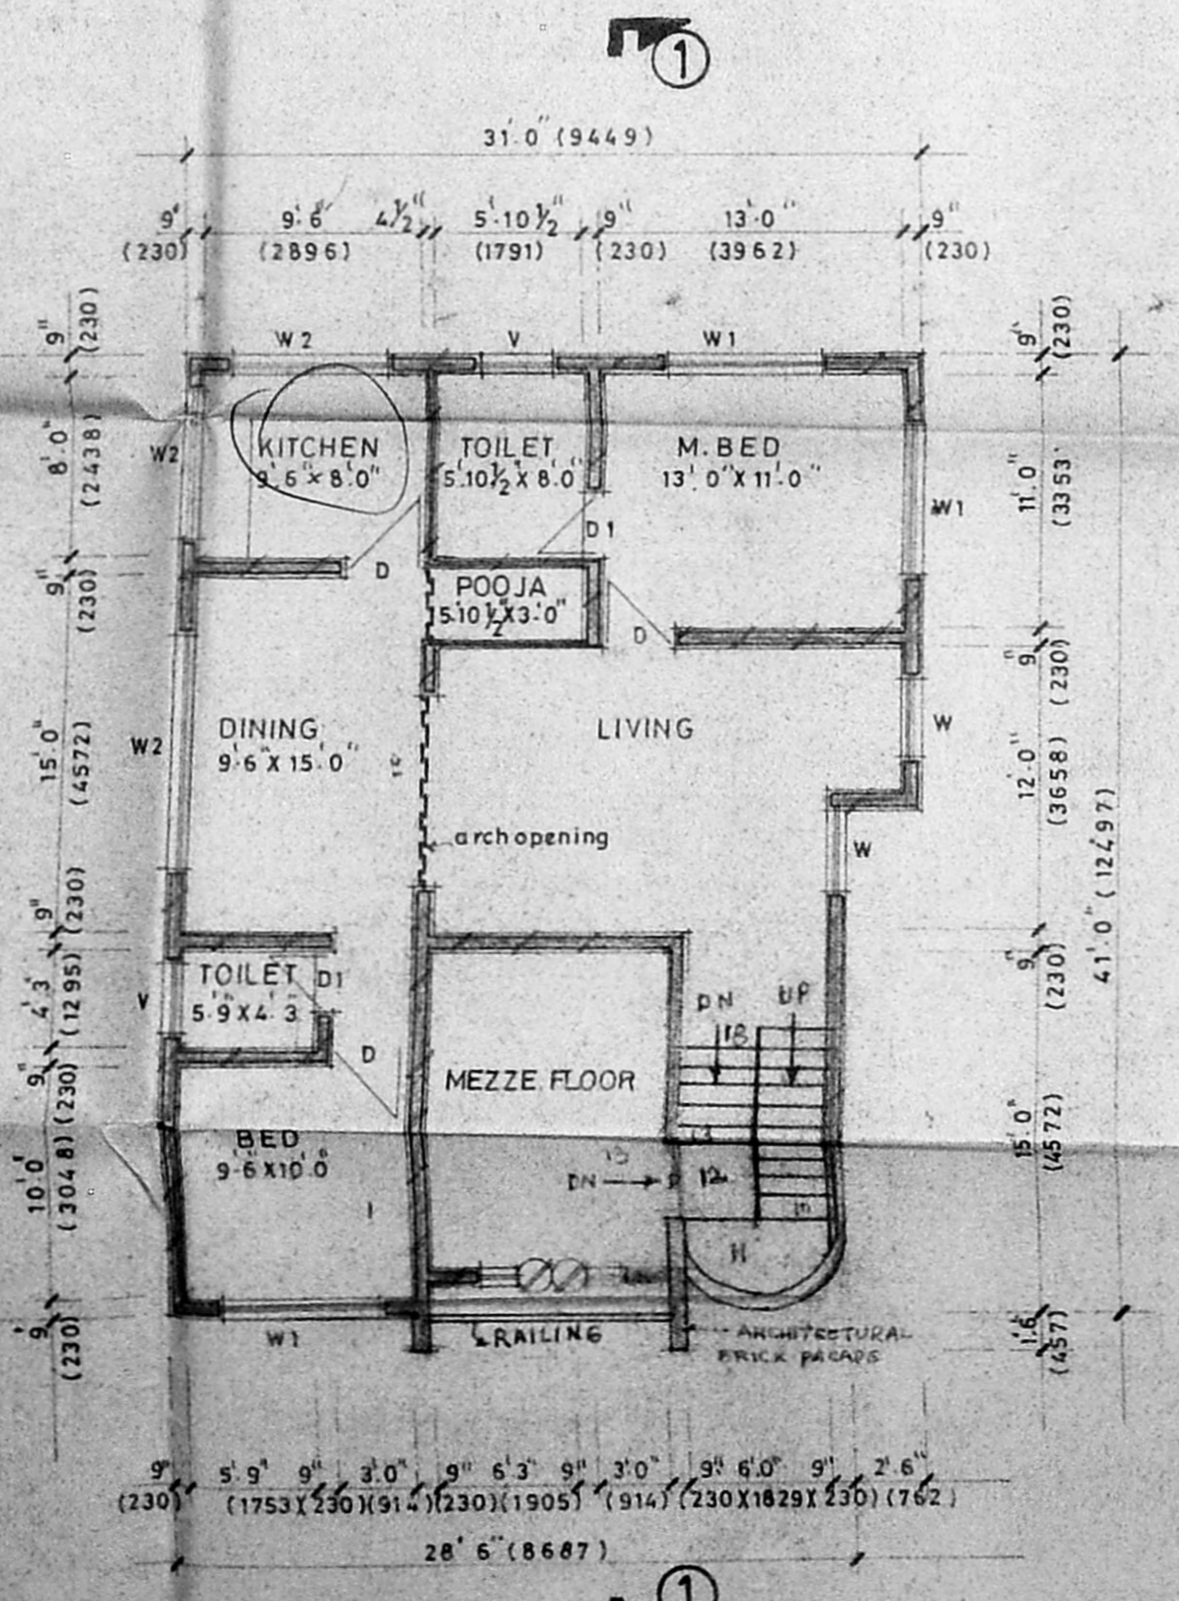 1
31'.0" (9449)
9" 9'.6" 4½" 5'.10½" 9" 13'.0" 9"
(230) (2896) (1791) (230) (3962) (230)
9" (230)
W2 V W1
9" (230)
8'.0" (2438)
W2
KITCHEN
9'.6"x8'.0"
TOILET
5'.10½"X8'.0"
M.BED
13'.0"X11'.0"
W1
11'.0" (3353)
D1
D
9" (230)
POOJA
5'.10½"X3'.0"
D
9" (230)
DINING
9'.6"X15'.0"
LIVING
W
W2
15'.0" (4572)
12'.0" (3658)
arch opening
W
41'.0" (12497)
9" (230)
9" (230)
TOILET
5'.9"X4'.3"
D1
V
4'.3" (1295)
DN UP
18
D
MEZZE. FLOOR
9" (230)
BED
9'-6"X10'.0"
10'.0" (3048)
15'.0" (4572)
13
DN
12
11
W1
RAILING
ARCHITECTURAL
BRICK
9" (230)
1'.6" (457)
9" 5'.9" 9" 3'.0" 9" 6'.3" 9" 3'.0" 9" 6'.0" 9" 2'.6"
(230) (1753)(230)(914)(230)(1905) (914) (230)(1829)(230) (762)
28'.6" (8687)
1